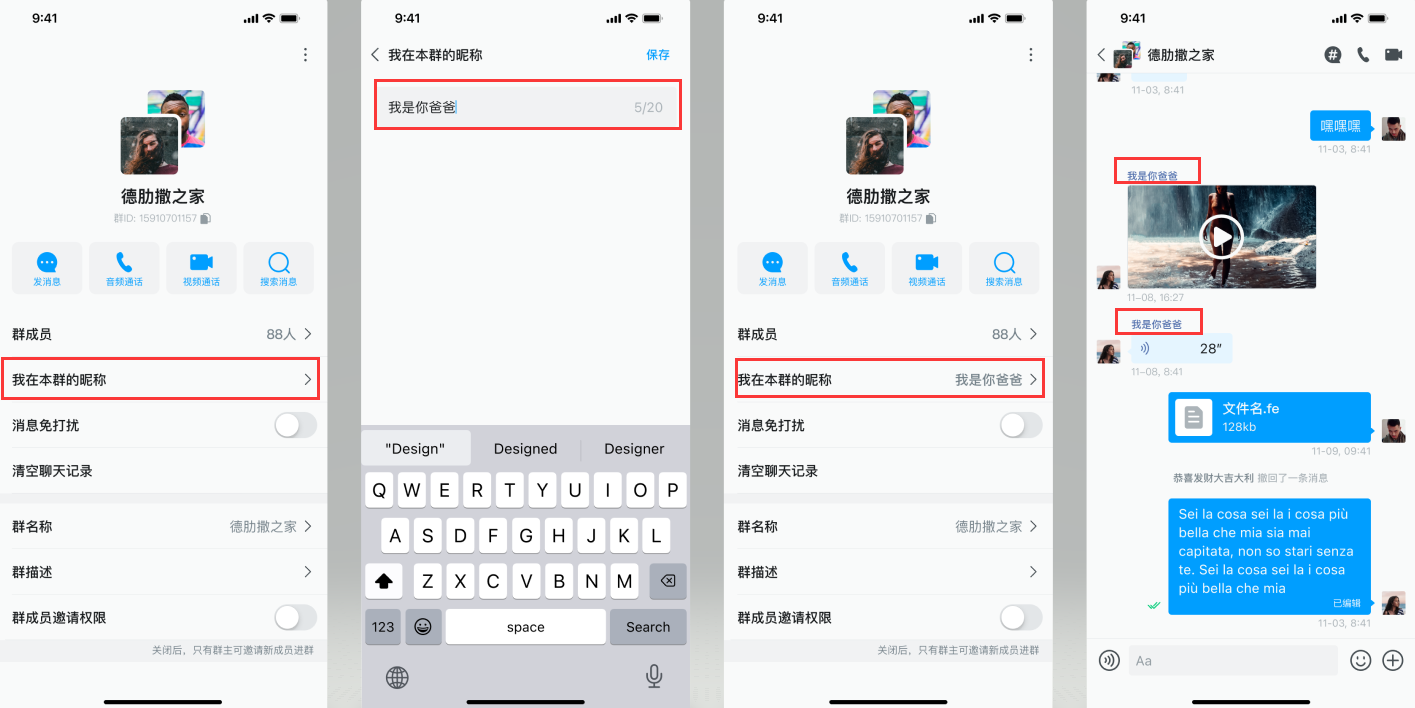 9:41
德肋撒之家
群ID: 15910701157
发消息
音频通话
视频通话
搜索消息
群成员
88人
我在本群的昵称
消息免打扰
清空聊天记录
群名称
德肋撒之家
群描述
群成员邀请权限
关闭后，只有群主可邀请新成员进群
9:41
我在本群的昵称
保存
我是你爸爸
5/20
"Design"
Designed
Designer
Q W E R T Y U I O P
A S D F G H J K L
Z X C V B N M
123
space
Search
9:41
德肋撒之家
群ID: 15910701157
发消息
音频通话
视频通话
搜索消息
群成员
88人
我在本群的昵称
我是你爸爸
消息免打扰
清空聊天记录
群名称
德肋撒之家
群描述
群成员邀请权限
关闭后，只有群主可邀请新成员进群
9:41
德肋撒之家
11-03, 8:41
嘿嘿嘿
11-03, 8:41
我是你爸爸
11-08, 16:27
我是你爸爸
28″
11-08, 8:41
文件名.fe
128kb
11-09, 09:41
恭喜发财大吉大利 撤回了一条消息
Sei la cosa sei la i cosa più
bella che mia sia mai
capitata, non so stari senza
te. Sei la cosa sei la i cosa
più bella che mia
已编辑
11-03, 8:41
Aa